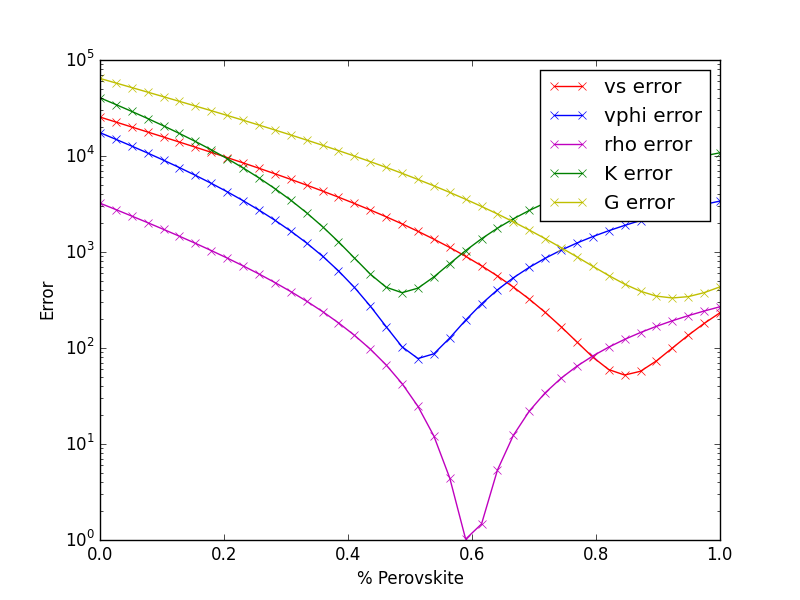 10^5
10^4
10^3
10^2
10^1
10^0
Error
vs error
vphi error
rho error
K error
G error
0.0 0.2 0.4 0.6 0.8 1.0
% Perovskite